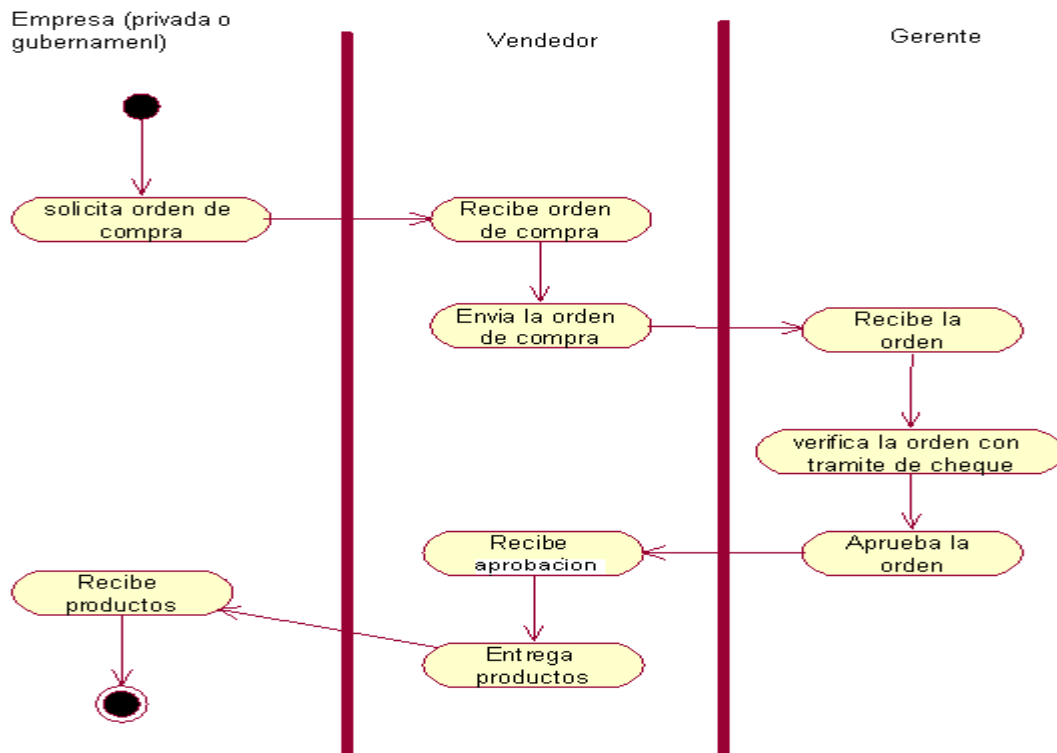 Empresa (privada o
gubernamenl)
Vendedor
Gerente
solicita orden de
compra
Recibe orden
de compra
Envia la orden
de compra
Recibe la
orden
verifica la orden con
tramite de cheque
Aprueba la
orden
Recibe
aprobacion
Entrega
productos
Recibe
productos